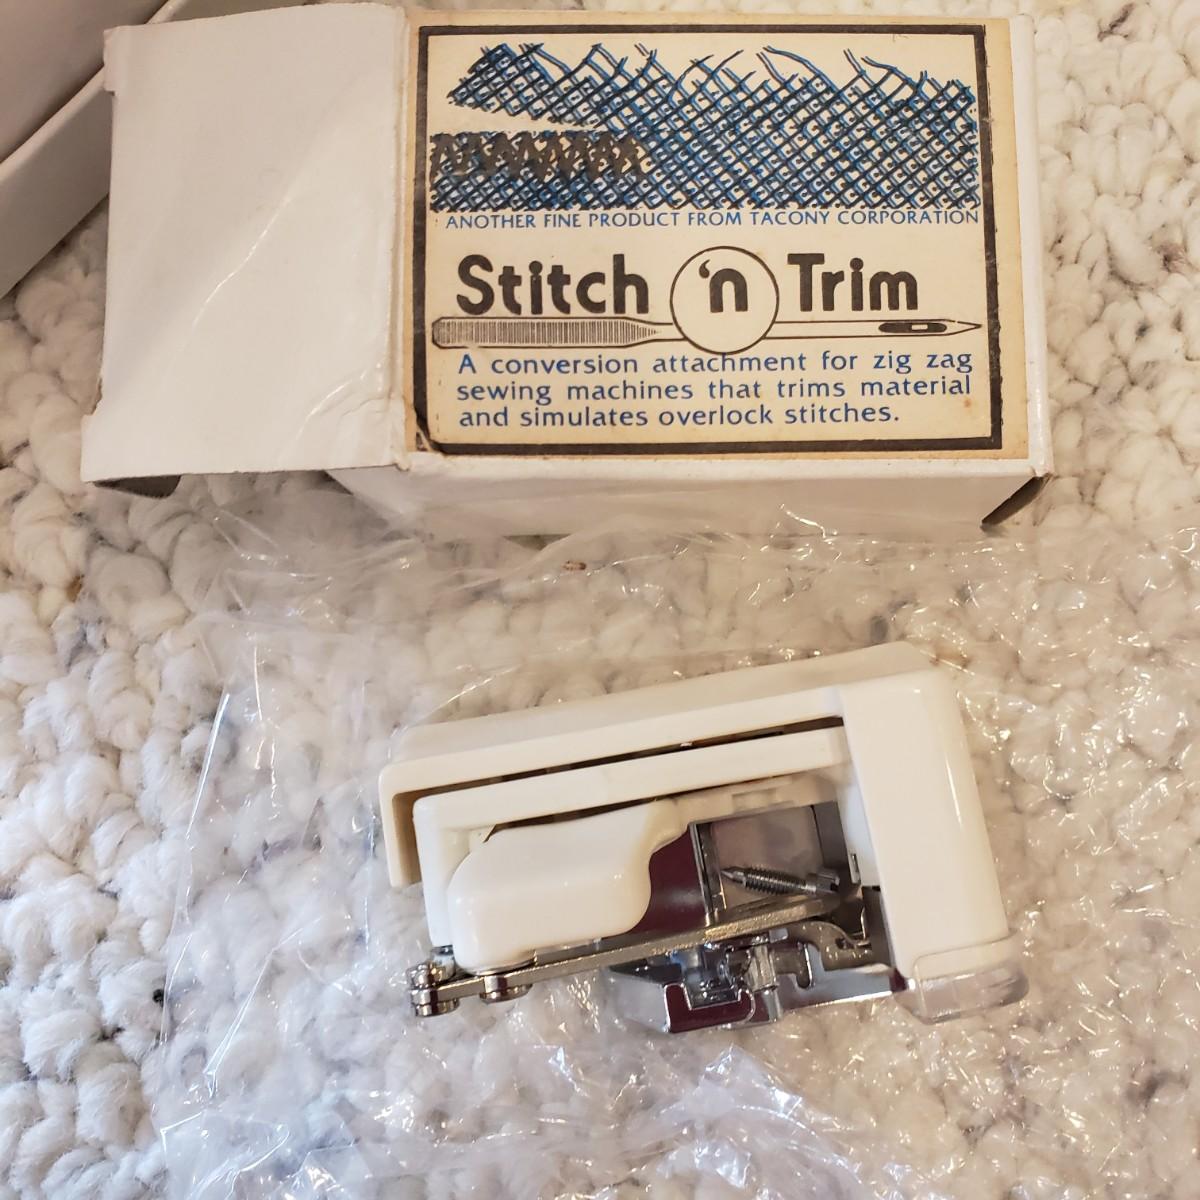 ANOTHER FINE PRODUCT FROM TACONY CORPORATION
Stitch 'n Trim
A conversion attachment for zig zag
sewing machines that trims material
and simulates overlock stitches.